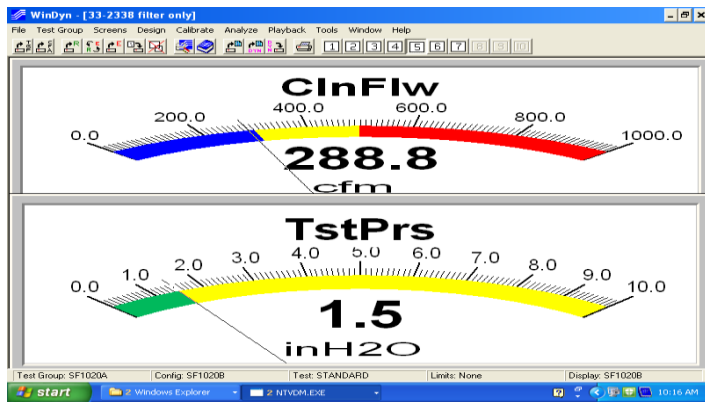 WinDyn - [33-2338 filter only]
File Test Group Screens Design Calibrate Analyze Playback Tools Window Help
1 2 3 4 5 6 7 8 9 10
ClnFlw
0.0 200.0 400.0 600.0 800.0 1000.0
288.8
cfm
TstPrs
0.0 1.0 2.0 3.0 4.0 5.0 6.0 7.0 8.0 9.0 10.0
1.5
inH2O
Test Group: SF1020A Config: SF1020B Test: STANDARD Limits: None Display: SF1020B
start 2 Windows Explorer 2 NTVDM.EXE 10:16 AM